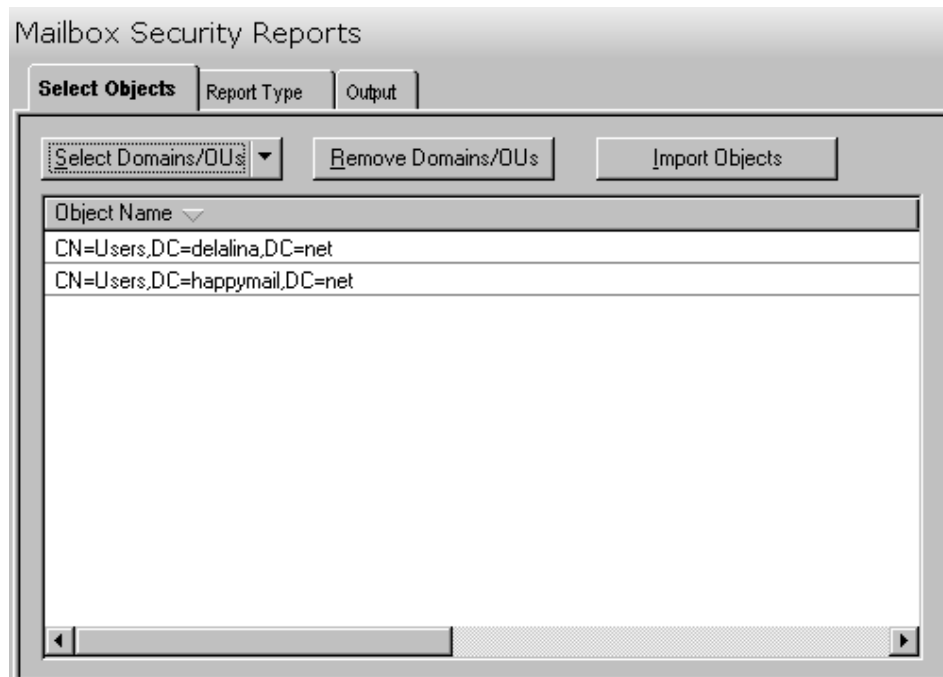 Mailbox Security Reports
Select Objects Report Type Output
Select Domains/OUs Remove Domains/OUs Import Objects
Object Name
CN=Users,DC=delalina,DC=net
CN=Users,DC=happymail,DC=net